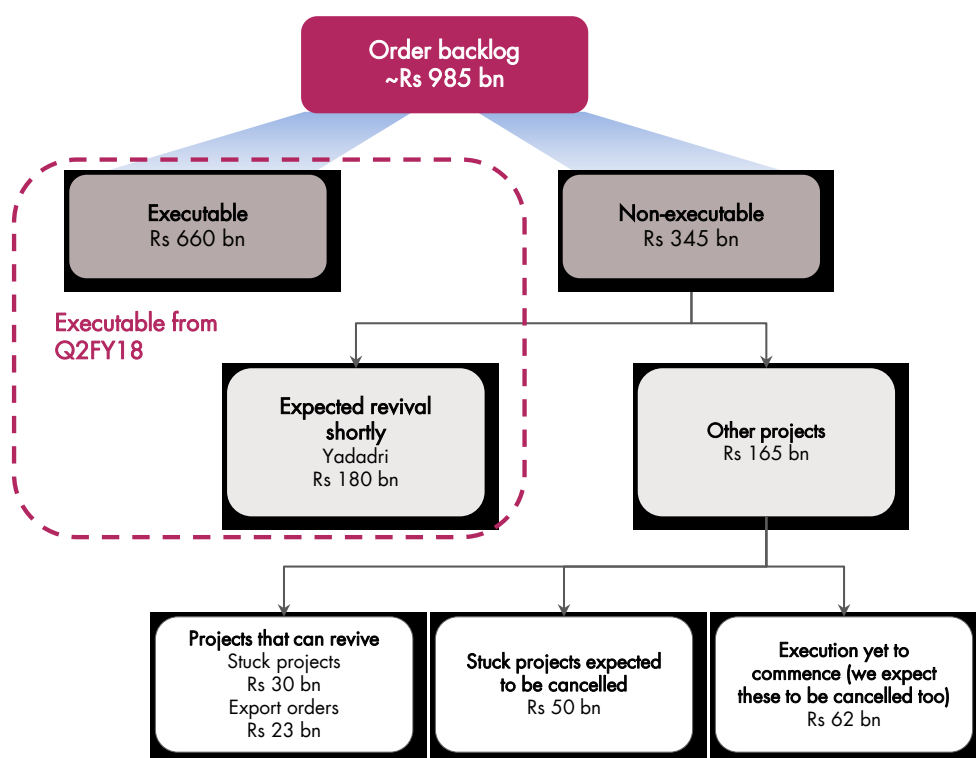 Order backlog
~Rs 985 bn
Executable
Rs 660 bn
Non-executable
Rs 345 bn
Executable from
Q2FY18
Expected revival
shortly
Yadadri
Rs 180 bn
Other projects
Rs 165 bn
Projects that can revive
Stuck projects
Rs 30 bn
Export orders
Rs 23 bn
Stuck projects expected
to be cancelled
Rs 50 bn
Execution yet to
commence (we expect
these to be cancelled too)
Rs 62 bn